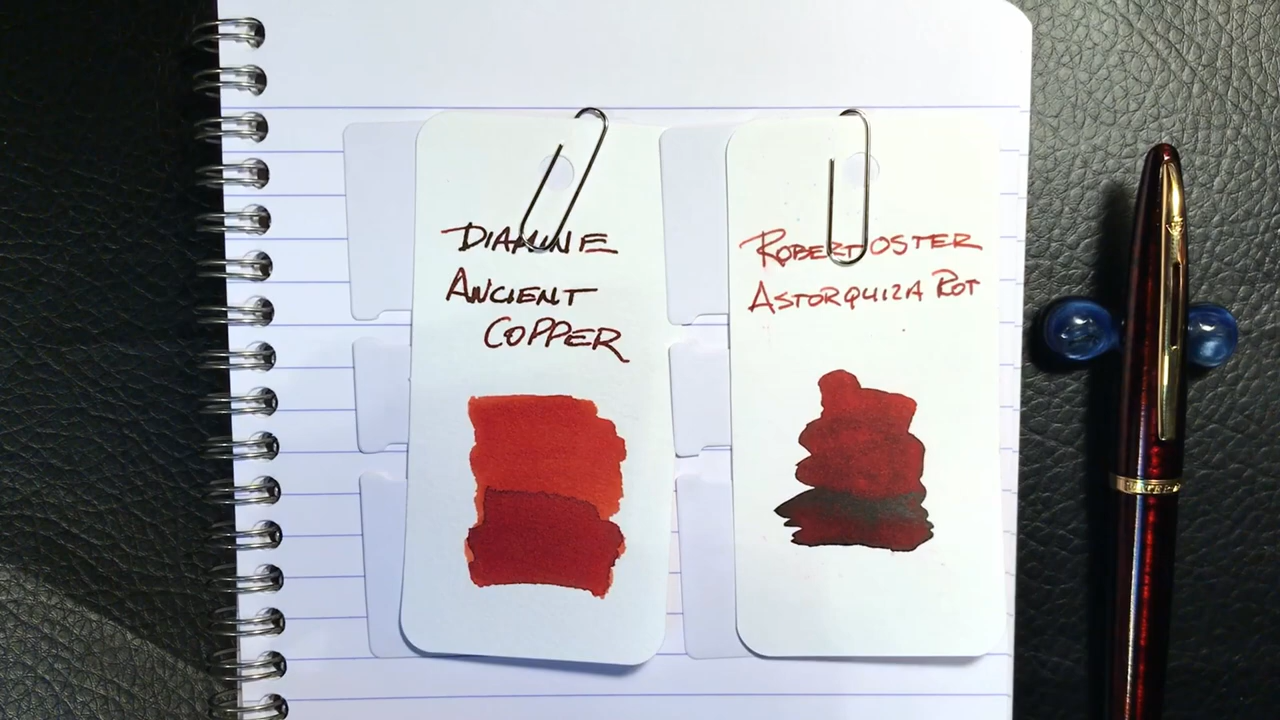 DIAMINE
ANCIENT
COPPER
ROBERT OSTER
ASTORQUIZA ROT